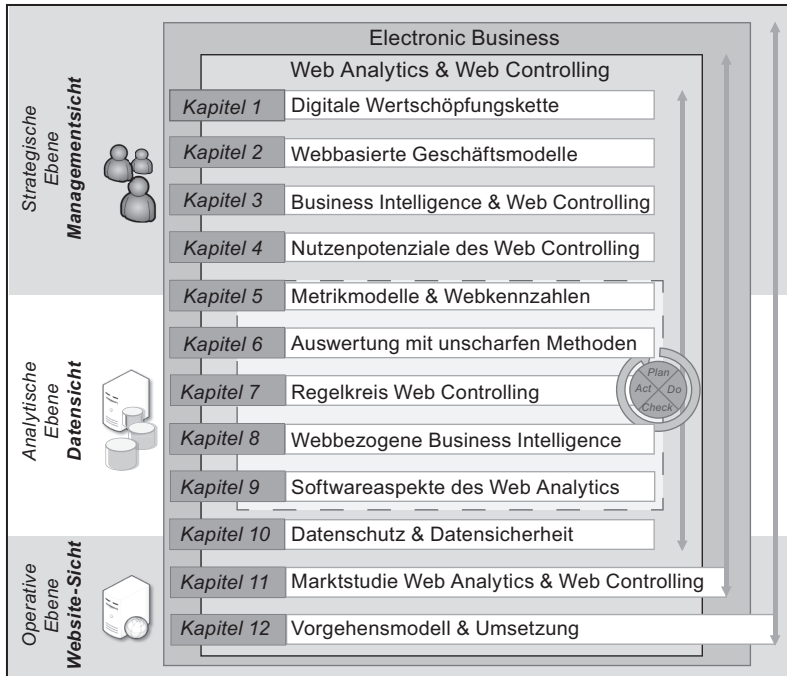 Electronic Business
Web Analytics & Web Controlling
Strategische
Ebene
Managementsicht
Kapitel 1 Digitale Wertschöpfungskette
Kapitel 2 Webbasierte Geschäftsmodelle
Kapitel 3 Business Intelligence & Web Controlling
Kapitel 4 Nutzenpotenziale des Web Controlling
Analytische
Ebene
Datensicht
Kapitel 5 Metrikmodelle & Webkennzahlen
Kapitel 6 Auswertung mit unscharfen Methoden
Kapitel 7 Regelkreis Web Controlling
Plan
Act Do
Check
Kapitel 8 Webbezogene Business Intelligence
Kapitel 9 Softwareaspekte des Web Analytics
Kapitel 10 Datenschutz & Datensicherheit
Operative
Ebene
Website-Sicht
Kapitel 11 Marktstudie Web Analytics & Web Controlling
Kapitel 12 Vorgehensmodell & Umsetzung